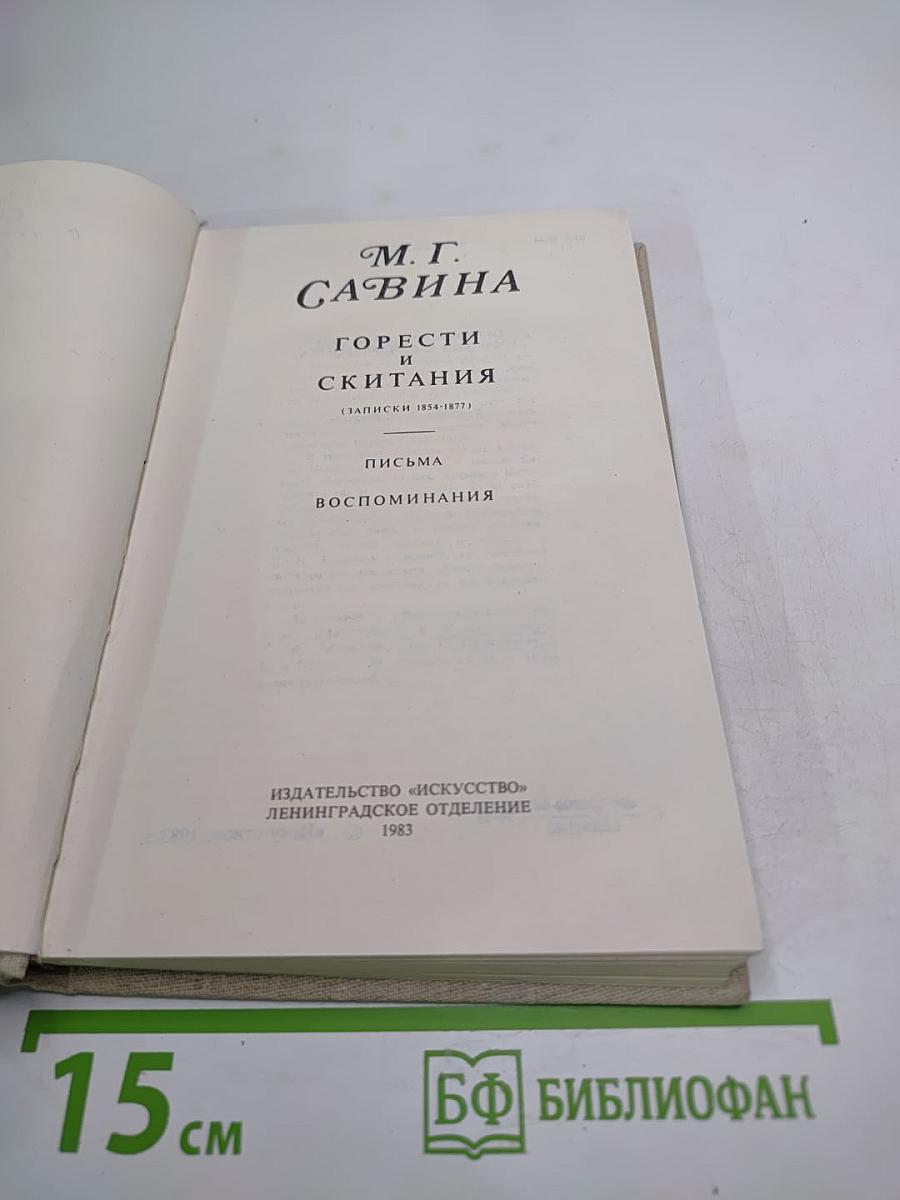 М. Г.
САВИНА
ГОРЕСТИ
И
СКИТАНИЯ
(ЗАПИСКИ 1854-1877)
ПИСЬМА
ВОСПОМИНАНИЯ
ИЗДАТЕЛЬСТВО «ИСКУССТВО»
ЛЕНИНГРАДСКОЕ ОТДЕЛЕНИЕ
1983
15 см
БФ БИБЛИОФАН